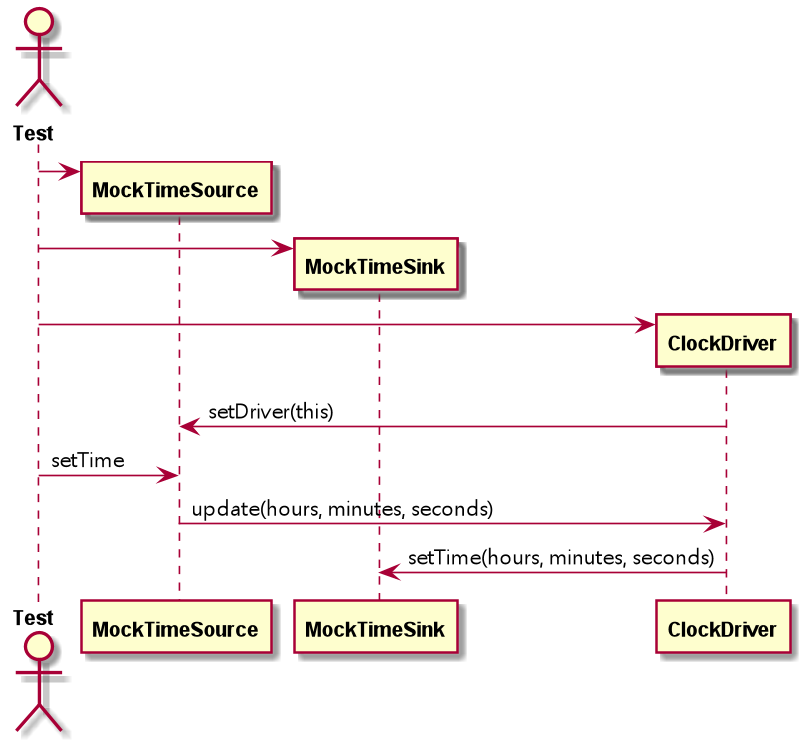 Test
MockTimeSource
MockTimeSink
ClockDriver
setDriver(this)
setTime
update(hours, minutes, seconds)
setTime(hours, minutes, seconds)
Test
MockTimeSource
MockTimeSink
ClockDriver